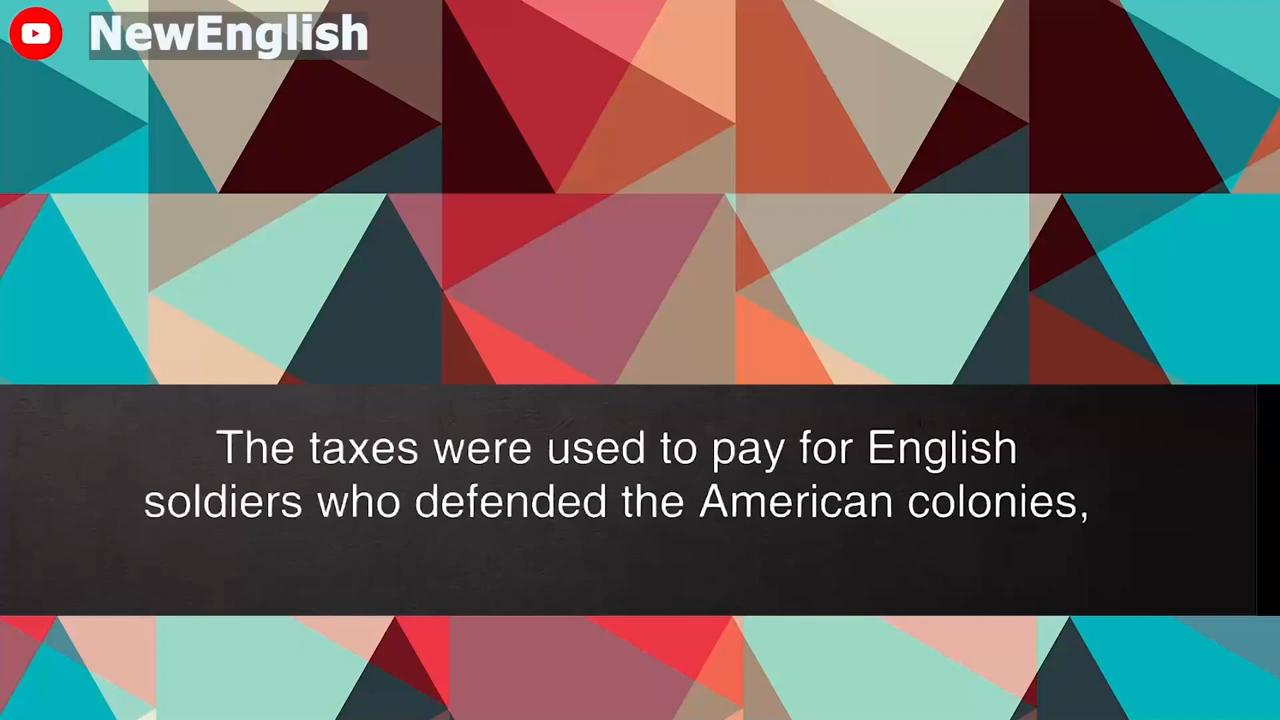 NewEnglish
The taxes were used to pay for English
soldiers who defended the American colonies,